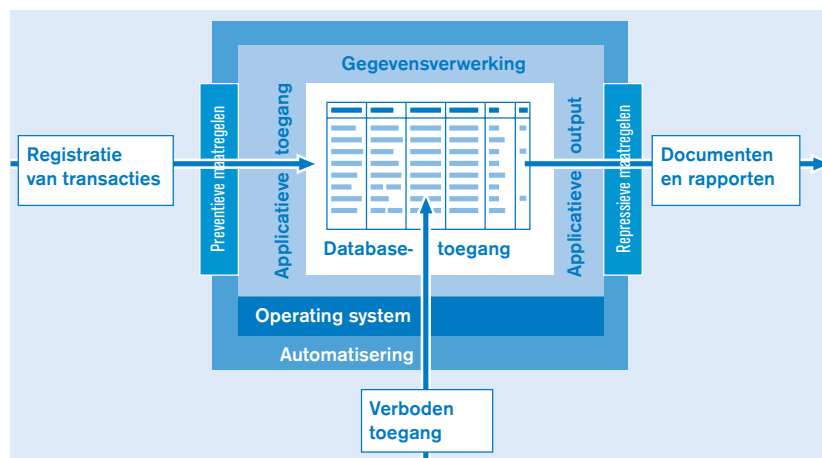 Gegevensverwerking
Preventieve maatregelen
Applicatieve toegang
Applicatieve output
Repressieve maatregelen
Registratie
van transacties
Documenten
en rapporten
Database- toegang
Operating system
Automatisering
Verboden
toegang